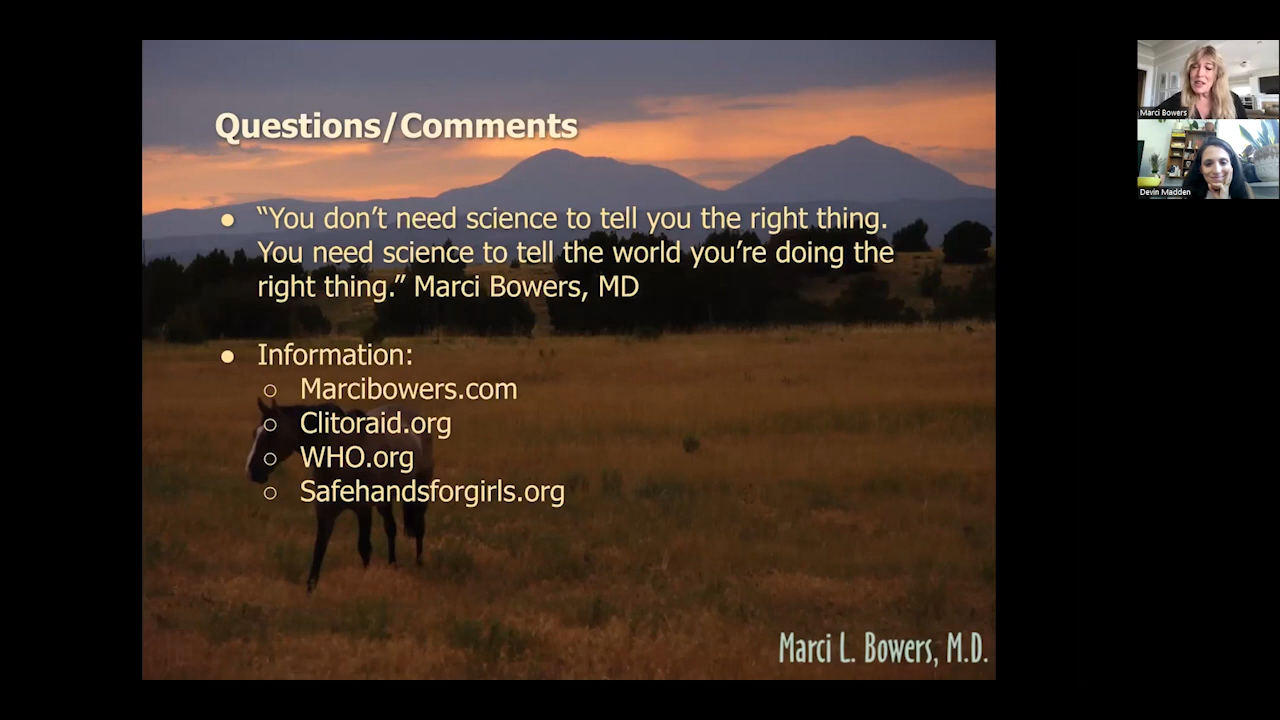 Questions/Comments
● “You don’t need science to tell you the right thing.
You need science to tell the world you’re doing the
right thing.” Marci Bowers, MD
● Information:
○ Marcibowers.com
○ Clitoraid.org
○ WHO.org
○ Safehandsforgirls.org
Marci L. Bowers, M.D.
Marci Bowers
Devin Madden